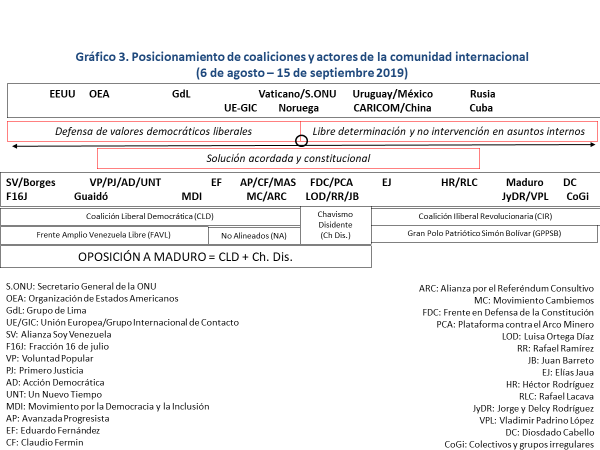 Gráfico 3. Posicionamiento de coaliciones y actores de la comunidad internacional
(6 de agosto – 15 de septiembre 2019)
EEUU OEA GdL Vaticano/S.ONU Uruguay/México Rusia
UE-GIC Noruega CARICOM/China Cuba
Defensa de valores democráticos liberales Libre determinación y no intervención en asuntos internos
Solución acordada y constitucional
SV/Borges VP/PJ/AD/UNT EF AP/CF/MAS FDC/PCA EJ HR/RLC Maduro DC
F16J Guaidó MDI MC/ARC LOD/RR/JB JyDR/VPL CoGi
Coalición Liberal Democrática (CLD) Chavismo Disidente (Ch Dis.) Coalición Iliberal Revolucionaria (CIR)
Frente Amplio Venezuela Libre (FAVL) No Alineados (NA) Gran Polo Patriótico Simón Bolívar (GPPSB)
OPOSICIÓN A MADURO = CLD + Ch. Dis.
S.ONU: Secretario General de la ONU
OEA: Organización de Estados Americanos
GdL: Grupo de Lima
UE/GIC: Unión Europea/Grupo Internacional de Contacto
SV: Alianza Soy Venezuela
F16J: Fracción 16 de julio
VP: Voluntad Popular
PJ: Primero Justicia
AD: Acción Democrática
UNT: Un Nuevo Tiempo
MDI: Movimiento por la Democracia y la Inclusión
AP: Avanzada Progresista
EF: Eduardo Fernández
CF: Claudio Fermín
ARC: Alianza por el Referéndum Consultivo
MC: Movimiento Cambiemos
FDC: Frente en Defensa de la Constitución
PCA: Plataforma contra el Arco Minero
LOD: Luisa Ortega Díaz
RR: Rafael Ramírez
JB: Juan Barreto
EJ: Elías Jaua
HR: Héctor Rodríguez
RLC: Rafael Lacava
JyDR: Jorge y Delcy Rodríguez
VPL: Vladimir Padrino López
DC: Diosdado Cabello
CoGi: Colectivos y grupos irregulares